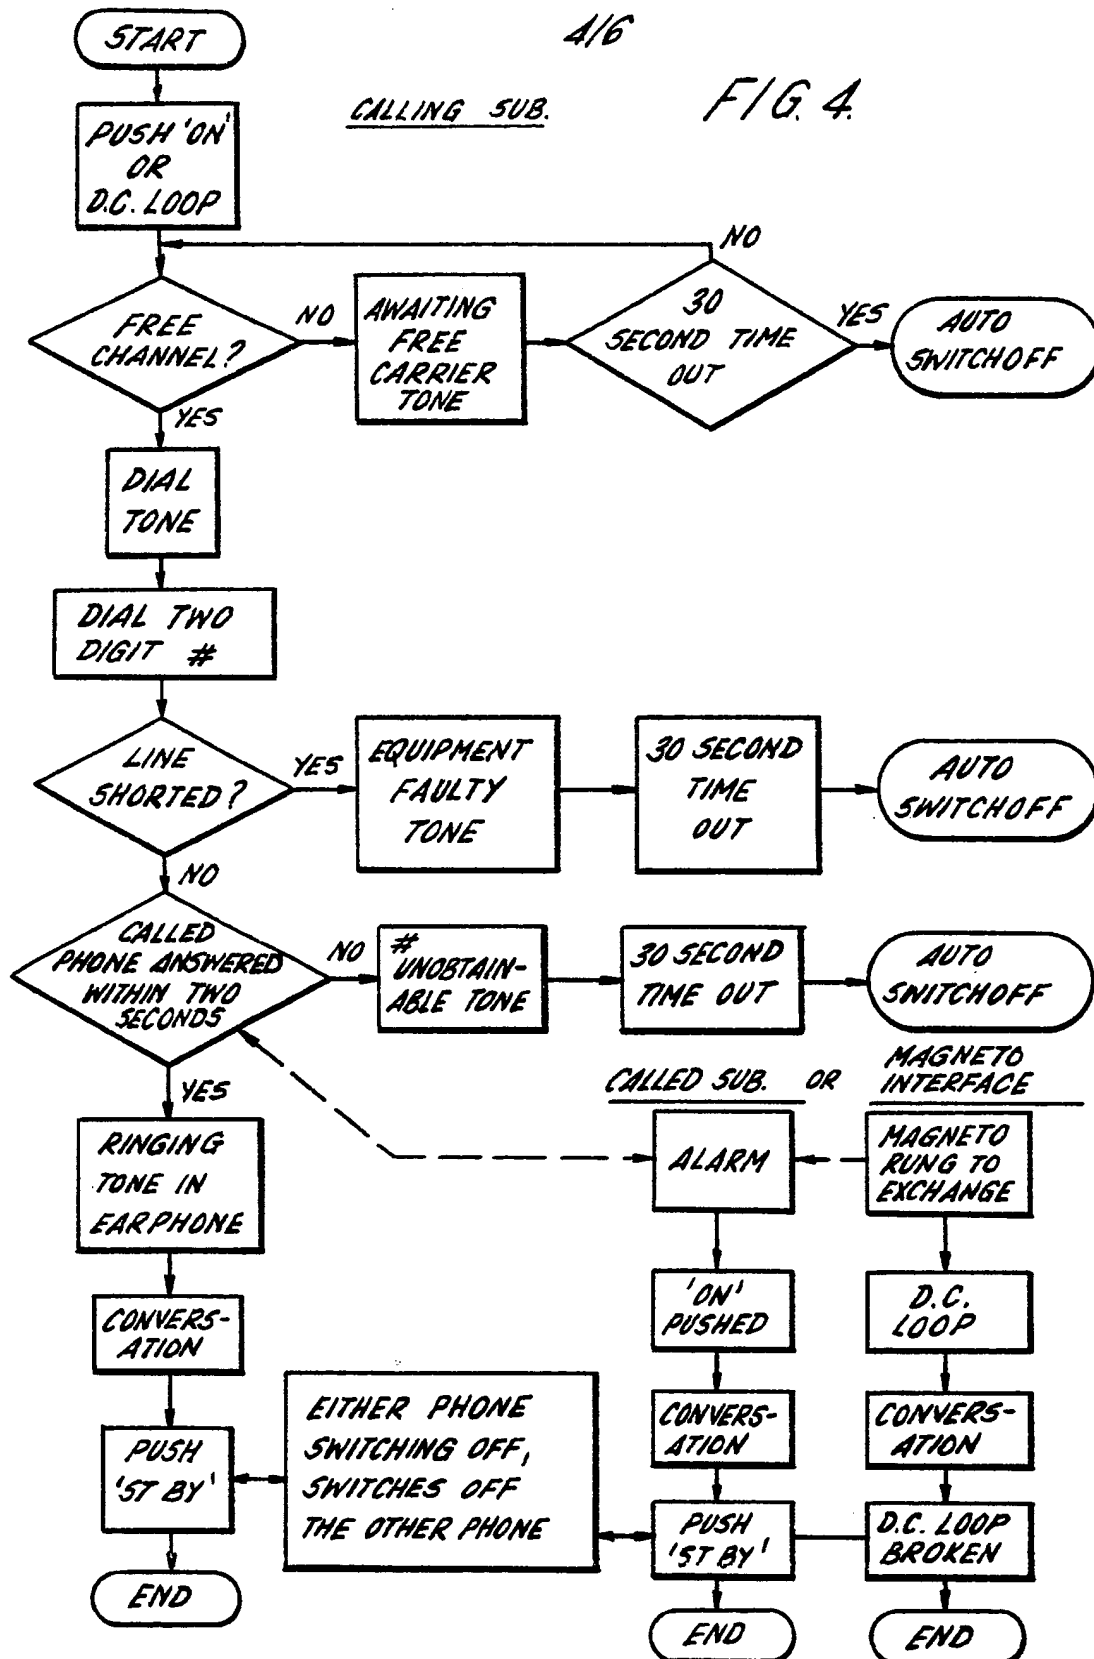 4/6
FIG. 4.
START
CALLING SUB.
PUSH 'ON'
OR
D.C. LOOP
FREE
CHANNEL?
NO
AWAITING
FREE
CARRIER
TONE
NO
30
SECOND TIME
OUT
YES
AUTO
SWITCHOFF
YES
DIAL
TONE
DIAL TWO
DIGIT #
LINE
SHORTED?
YES
EQUIPMENT
FAULTY
TONE
30 SECOND
TIME
OUT
AUTO
SWITCHOFF
NO
CALLED
PHONE ANSWERED
WITHIN TWO
SECONDS
NO
#
UNOBTAIN-
ABLE TONE
30 SECOND
TIME OUT
AUTO
SWITCHOFF
YES
CALLED SUB. OR
MAGNETO
INTERFACE
RINGING
TONE IN
EARPHONE
ALARM
MAGNETO
RUNG TO
EXCHANGE
CONVERS-
ATION
'ON'
PUSHED
D.C.
LOOP
CONVERS-
ATION
CONVERS-
ATION
PUSH
'ST BY'
EITHER PHONE
SWITCHING OFF,
SWITCHES OFF
THE OTHER PHONE
PUSH
'ST BY'
D.C. LOOP
BROKEN
END
END
END